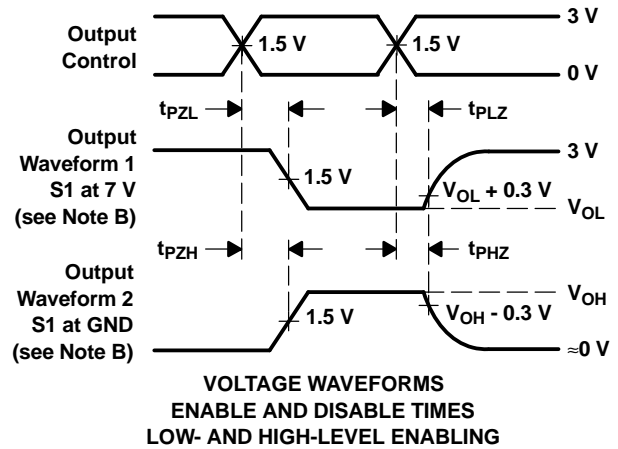 Output
Control
1.5 V
1.5 V
3 V
0 V
tPZL
tPLZ
Output
Waveform 1
S1 at 7 V
(see Note B)
1.5 V
VOL + 0.3 V
3 V
VOL
tPZH
tPHZ
Output
Waveform 2
S1 at GND
(see Note B)
1.5 V
VOH - 0.3 V
VOH
≈0 V
VOLTAGE WAVEFORMS
ENABLE AND DISABLE TIMES
LOW- AND HIGH-LEVEL ENABLING